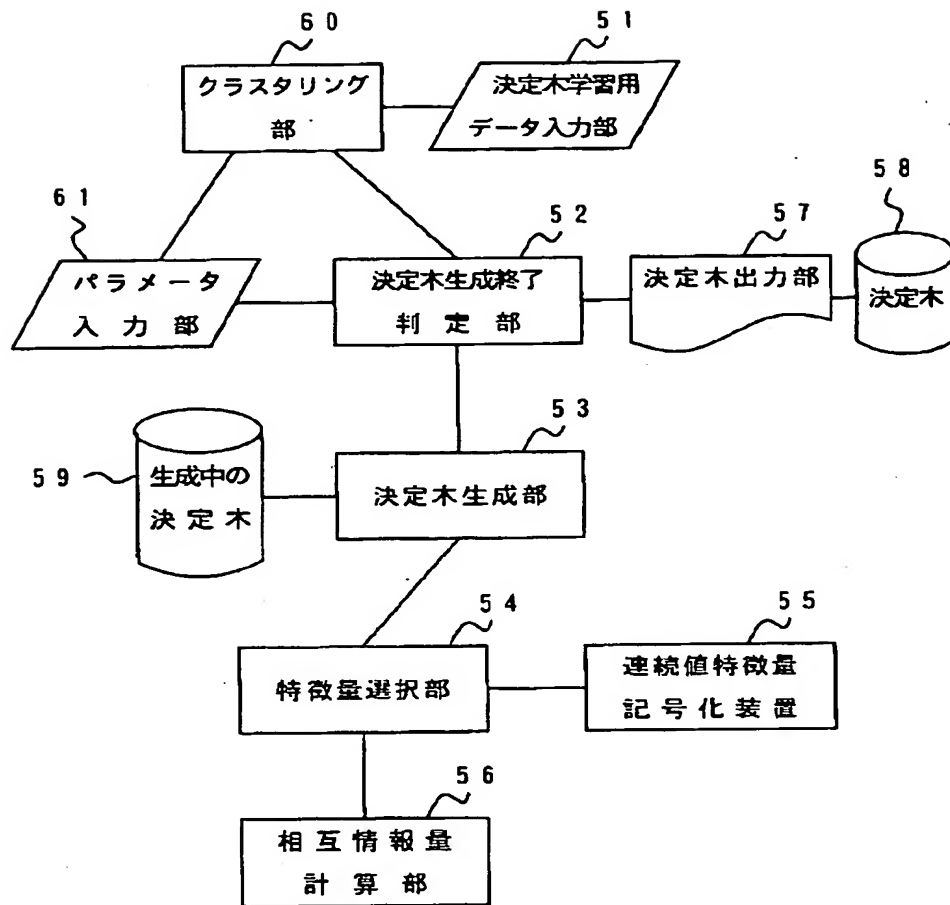 60
51
クラスタリング
部
決定木学習用
データ入力部
58
61
52
57
パラメータ
入力部
決定木生成終了
判定部
決定木出力部
決定木
53
59
生成中の
決定木
決定木生成部
54
55
特徴量選択部
連続値特徴量
記号化装置
56
相互情報量
計算部